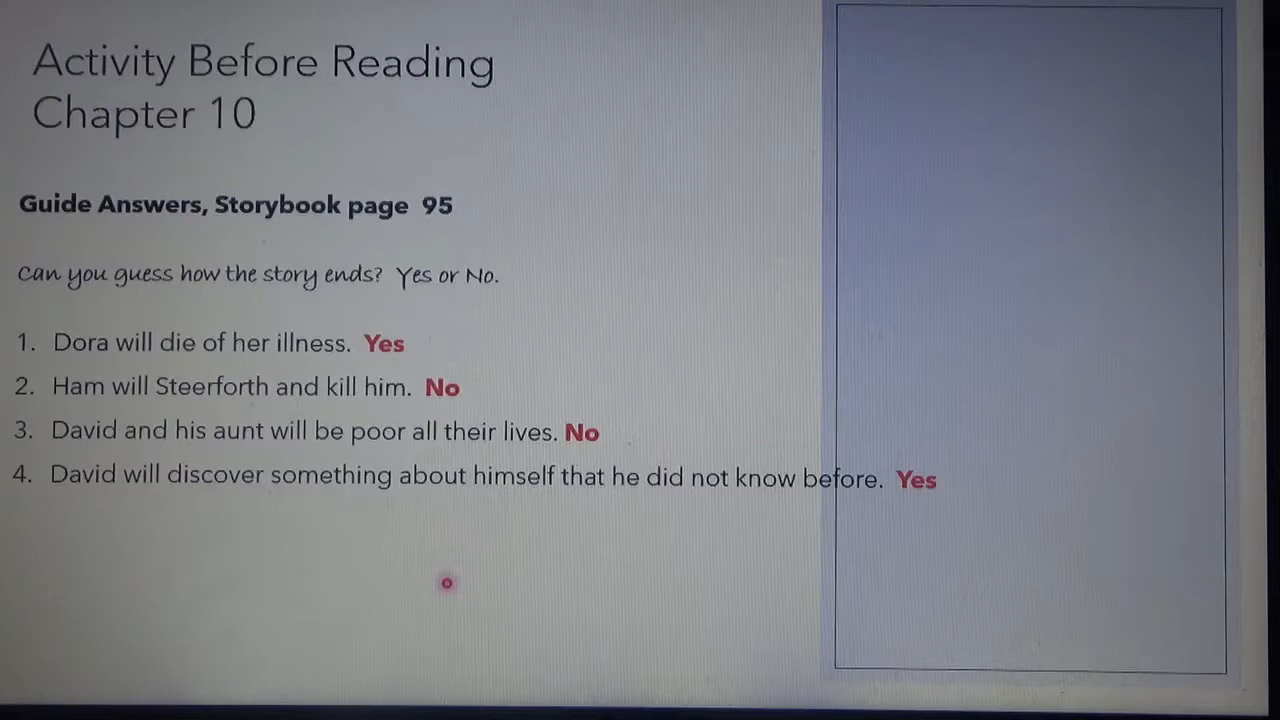 Activity Before Reading
Chapter 10
Guide Answers, Storybook page 95
Can you guess how the story ends? Yes or No.
1. Dora will die of her illness. Yes
2. Ham will Steerforth and kill him. No
3. David and his aunt will be poor all their lives. No
4. David will discover something about himself that he did not know before. Yes